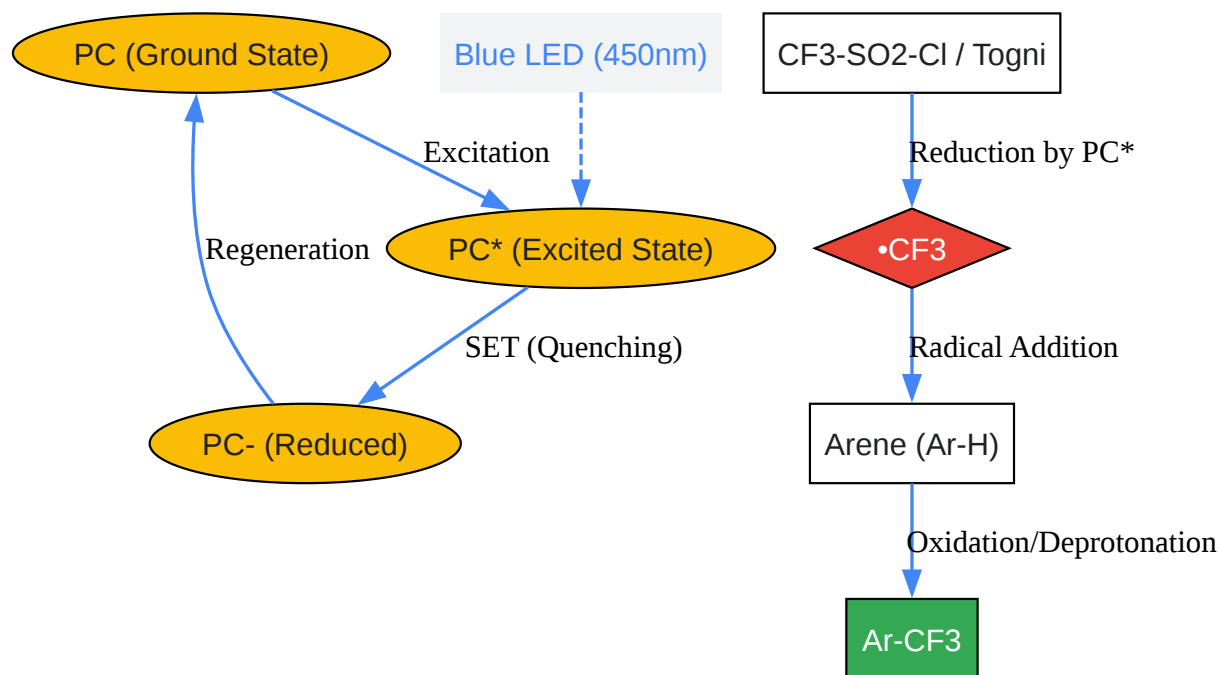 PC (Ground State)
Blue LED (450nm)
CF3-SO2-Cl / Togni
Excitation
Reduction by PC*
Regeneration
PC* (Excited State)
•CF3
SET (Quenching)
Radical Addition
PC- (Reduced)
Arene (Ar-H)
Oxidation/Deprotonation
Ar-CF3